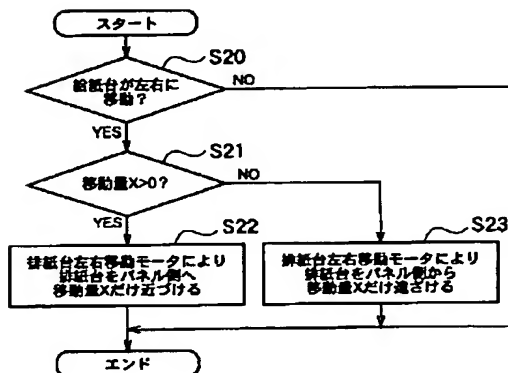 スタート
S20
給紙台が左右に
移動?
NO
YES
S21
移動量X>0?
NO
YES
S22
排紙台左右移動モータにより
排紙台をパネル側へ
移動量Xだけ近づける
S23
排紙台左右移動モータにより
排紙台をパネル側から
移動量Xだけ遠ざける
エンド